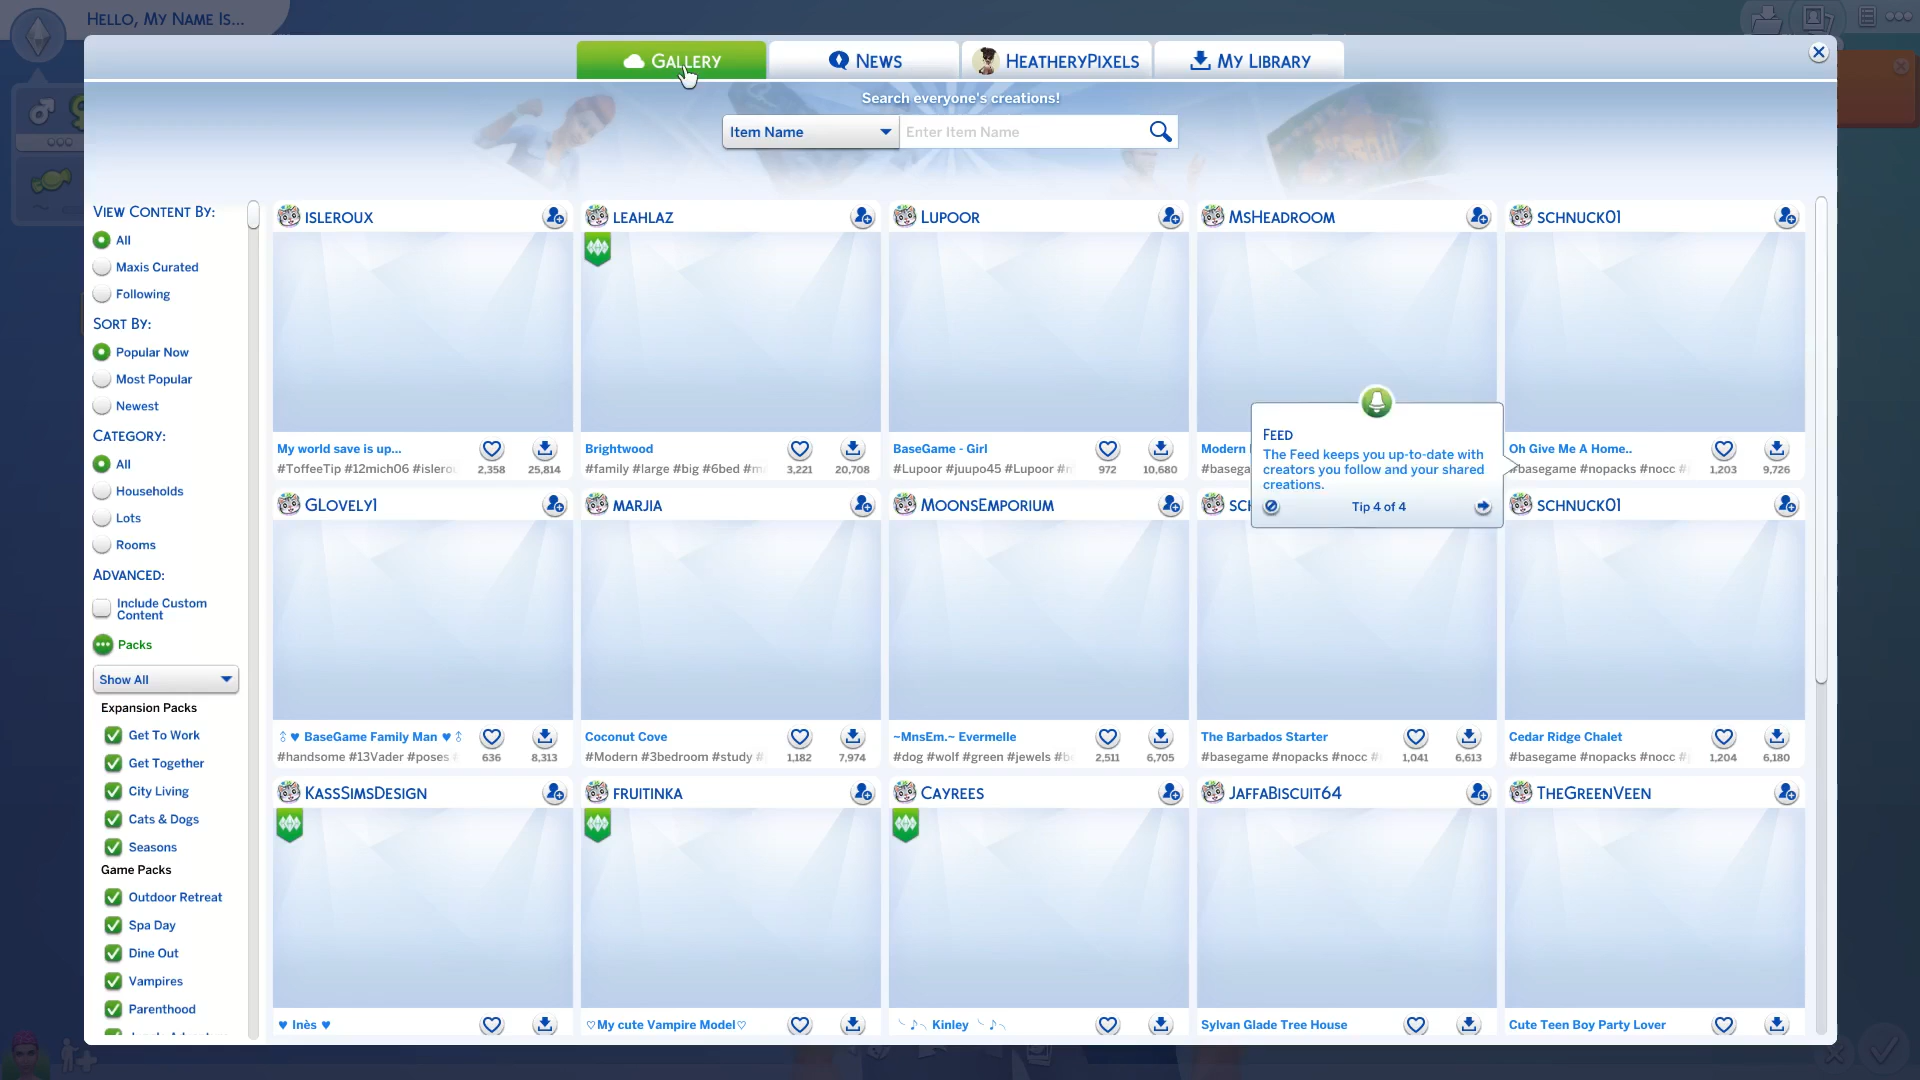 Hello, My Name Is...
Gallery
News
HeatheryPixels
My Library
Search everyone's creations!
Item Name
Enter Item Name
View Content By:
All
Maxis Curated
Following
Sort By:
Popular Now
Most Popular
Newest
Category:
All
Households
Lots
Rooms
Advanced:
Include Custom
Content
Packs
Show All
Expansion Packs
Get To Work
Get Together
City Living
Cats & Dogs
Seasons
Game Packs
Outdoor Retreat
Spa Day
Dine Out
Vampires
Parenthood
isleroux
My world save is up...
#ToffeeTip #12mich06 #islerou
2,358
25,814
leahlaz
Brightwood
#family #large #big #6bed #m
3,221
20,708
Lupoor
BaseGame - Girl
#Lupoor #juupo45 #Lupoor #n
972
10,680
MsHeadroom
Modern
#basega
Feed
The Feed keeps you up-to-date with
creators you follow and your shared
creations.
Tip 4 of 4
schnuck01
Oh Give Me A Home..
#basegame #nopacks #nocc #
1,203
9,726
GLovely1
♂ ♥ BaseGame Family Man ♥ ♂
#handsome #13Vader #poses #
636
8,313
marjia
Coconut Cove
#Modern #3bedroom #study #
1,182
7,974
MoonsEmporium
~MnsEm.~ Evermelle
#dog #wolf #green #jewels #b
2,511
6,705
sc
The Barbados Starter
#basegame #nopacks #nocc #
1,041
6,613
schnuck01
Cedar Ridge Chalet
#basegame #nopacks #nocc #
1,204
6,180
KassSimsDesign
♥ Inès ♥
fruitinka
♡My cute Vampire Model♡
Cayrees
Kinley
JaffaBiscuit64
Sylvan Glade Tree House
TheGreenVeen
Cute Teen Boy Party Lover